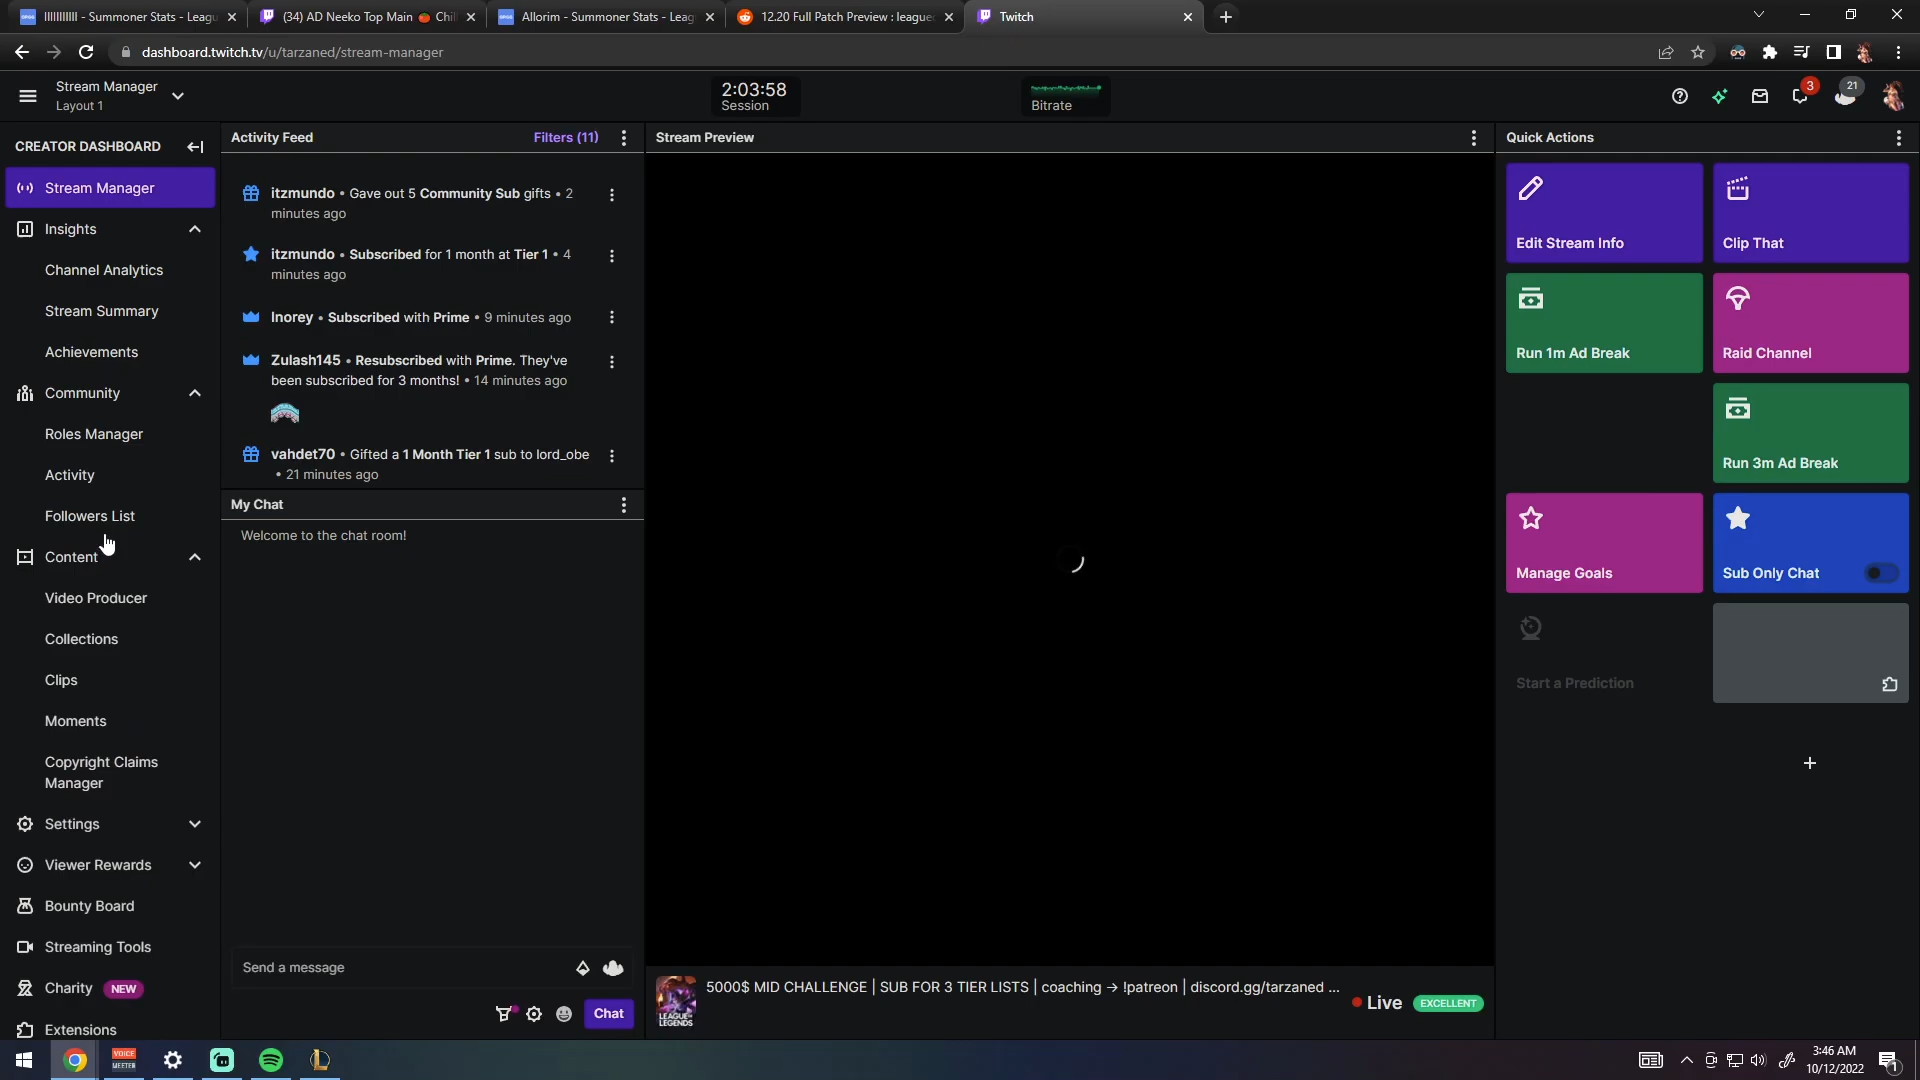 IIIIIIIIIII - Summoner Stats - Leagu
(34) AD Neeko Top Main 🍅 Chil
Allorim - Summoner Stats - Leag
12.20 Full Patch Preview : league
Twitch
dashboard.twitch.tv/u/tarzaned/stream-manager
Stream Manager
Layout 1
2:03:58
Session
Bitrate
3
21
CREATOR DASHBOARD
Stream Manager
Insights
Channel Analytics
Stream Summary
Achievements
Community
Roles Manager
Activity
Followers List
Content
Video Producer
Collections
Clips
Moments
Copyright Claims
Manager
Settings
Viewer Rewards
Bounty Board
Streaming Tools
Charity NEW
Extensions
Activity Feed
Filters (11)
itzmundo • Gave out 5 Community Sub gifts • 2
minutes ago
itzmundo • Subscribed for 1 month at Tier 1 • 4
minutes ago
Inorey • Subscribed with Prime • 9 minutes ago
Zulash145 • Resubscribed with Prime. They've
been subscribed for 3 months! • 14 minutes ago
vahdet70 • Gifted a 1 Month Tier 1 sub to lord_obe
• 21 minutes ago
My Chat
Welcome to the chat room!
Send a message
Chat
Stream Preview
LEAGUE OF
LEGENDS
5000$ MID CHALLENGE | SUB FOR 3 TIER LISTS | coaching → !patreon | discord.gg/tarzaned ...
Live EXCELLENT
Quick Actions
Edit Stream Info
Clip That
Run 1m Ad Break
Raid Channel
Run 3m Ad Break
Manage Goals
Sub Only Chat
Start a Prediction
VOICE
MEETER
3:46 AM
10/12/2022
1